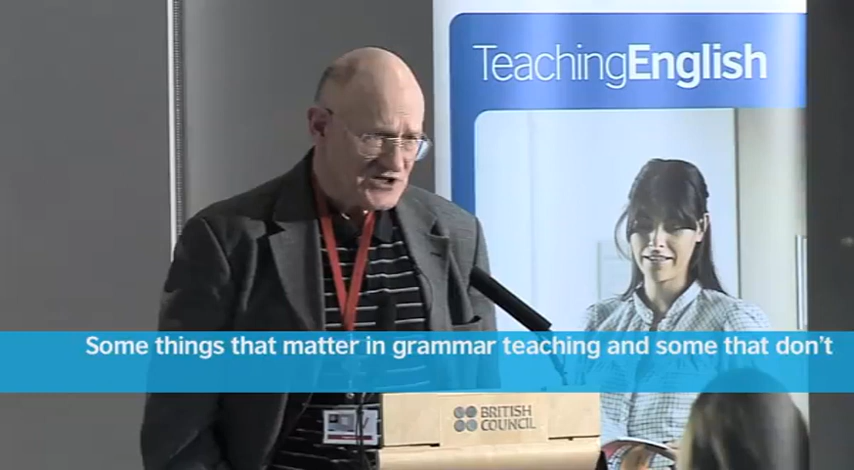 TeachingEnglish
Some things that matter in grammar teaching and some that don't
BRITISH
COUNCIL